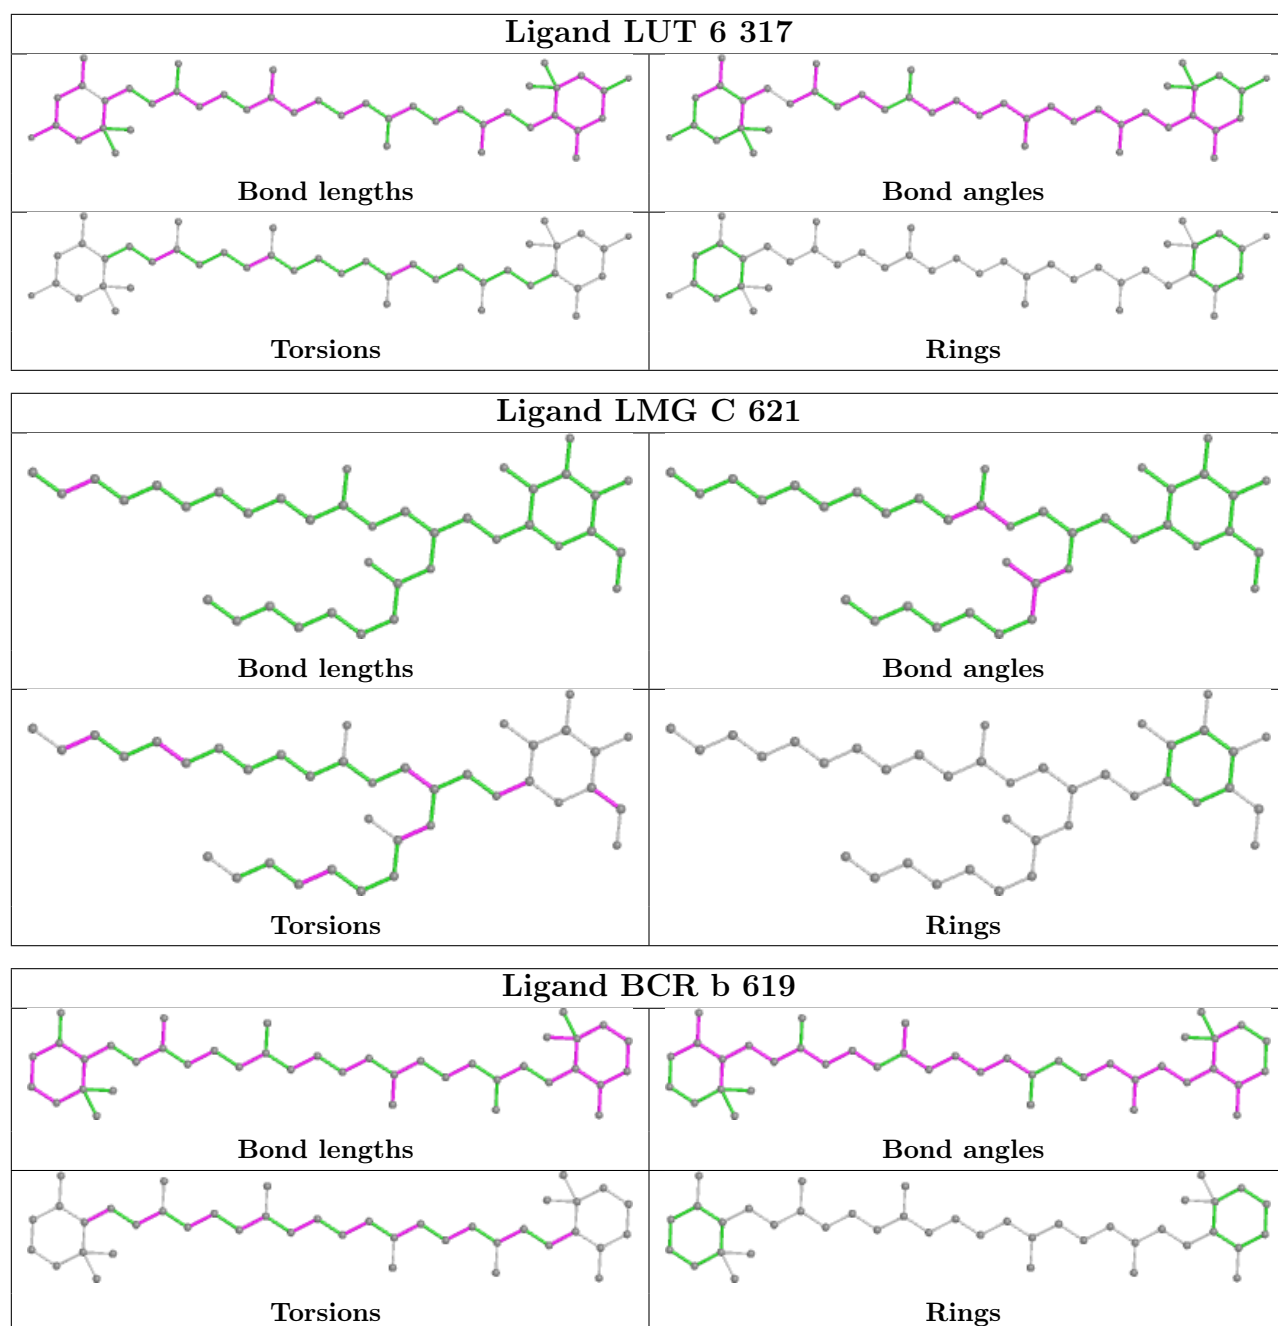 Ligand LUT 6 317
Bond lengths
Bond angles
Torsions
Rings
Ligand LMG C 621
Bond lengths
Bond angles
Torsions
Rings
Ligand BCR b 619
Bond lengths
Bond angles
Torsions
Rings